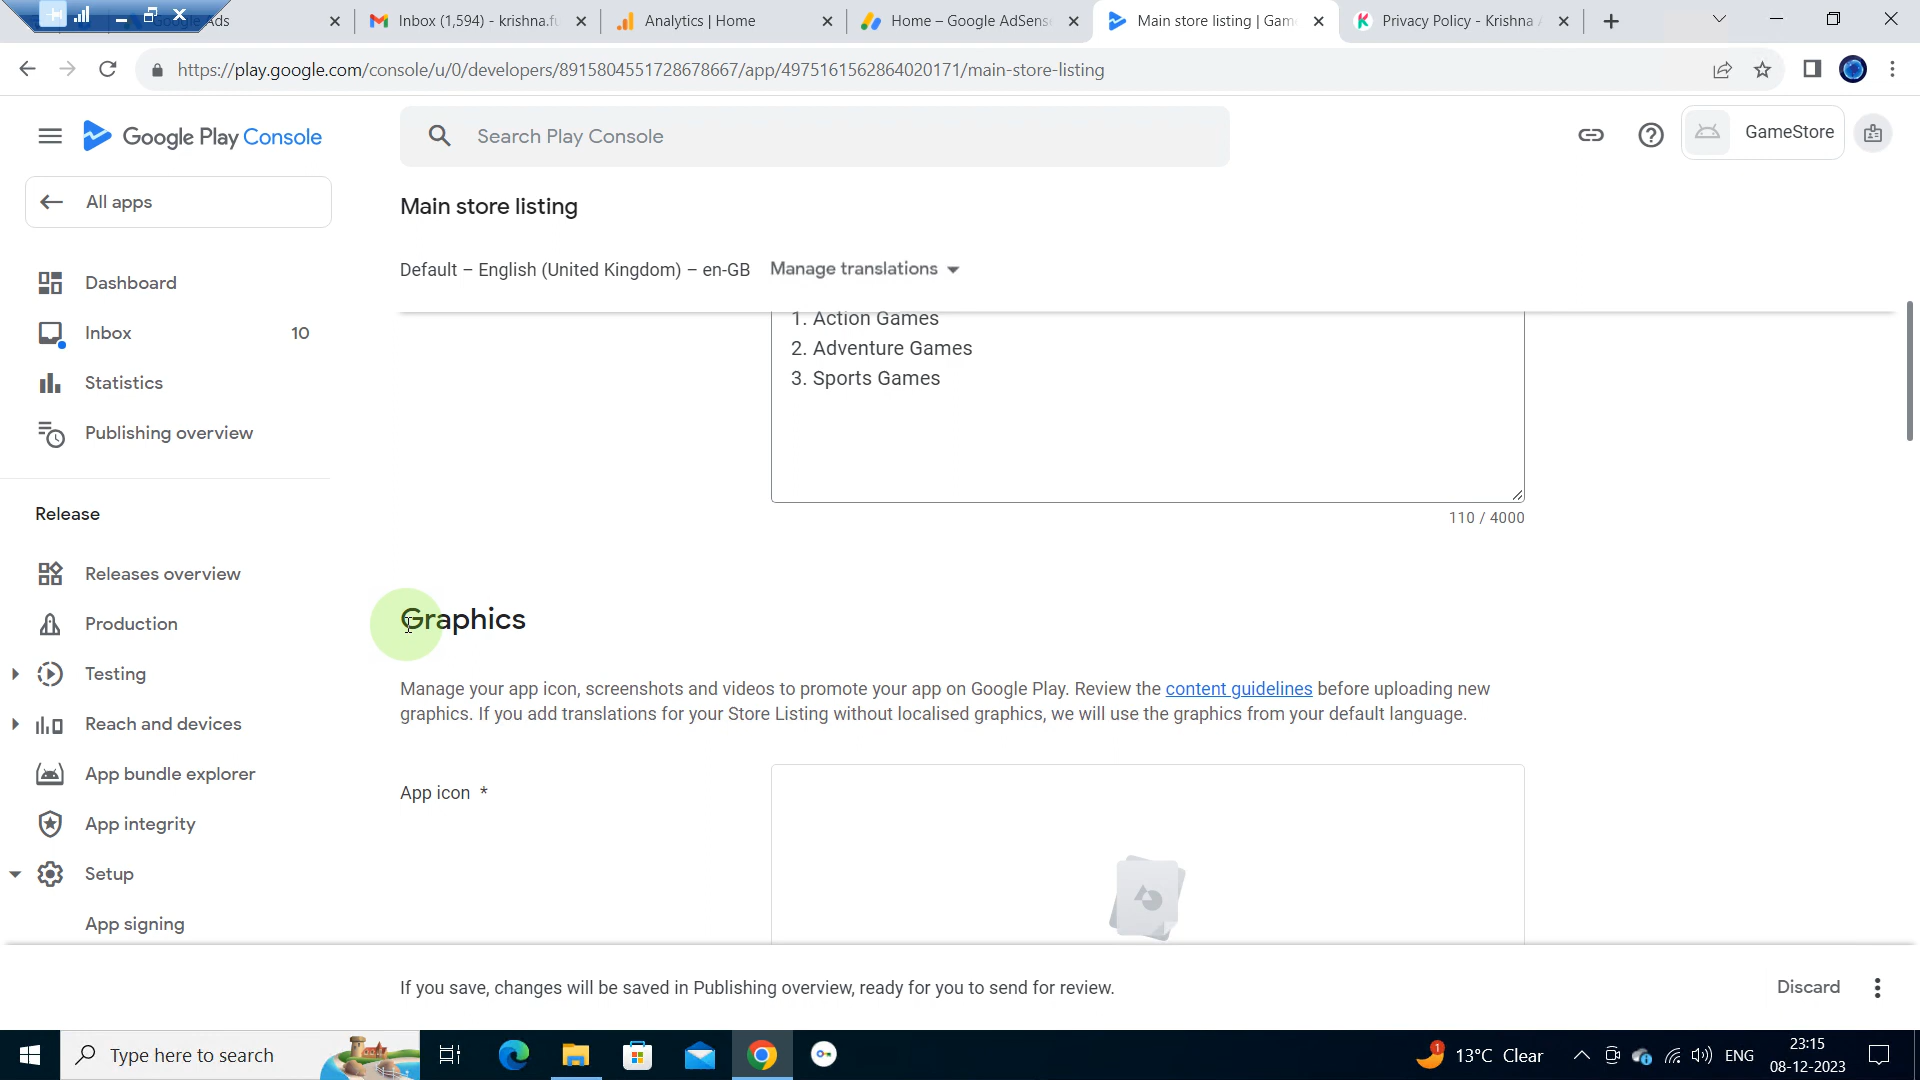 Ads
Inbox (1,594) - krishna.fu
Analytics | Home
Home – Google AdSens
Main store listing | Gam
Privacy Policy - Krishna
https://play.google.com/console/u/0/developers/8915804551728678667/app/4975161562864020171/main-store-listing
Google Play Console
Search Play Console
GameStore
All apps
Main store listing
Default – English (United Kingdom) – en-GB Manage translations
Dashboard
Inbox 10
Statistics
Publishing overview
Release
Releases overview
Production
Testing
Reach and devices
App bundle explorer
App integrity
Setup
App signing
1. Action Games
2. Adventure Games
3. Sports Games
110 / 4000
Graphics
Manage your app icon, screenshots and videos to promote your app on Google Play. Review the content guidelines before uploading new
graphics. If you add translations for your Store Listing without localised graphics, we will use the graphics from your default language.
App icon *
If you save, changes will be saved in Publishing overview, ready for you to send for review.
Discard
Type here to search
1
13°C Clear
ENG
23:15
08-12-2023